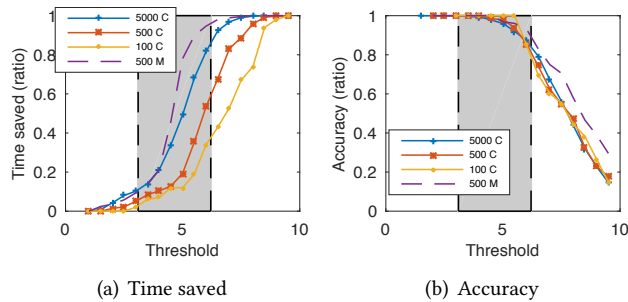 Time saved (ratio)
1
0.8
0.6
0.4
0.2
0
0
5
10
Threshold
5000 C
500 C
100 C
500 M
(a) Time saved
Accuracy (ratio)
1
0.8
0.6
0.4
0.2
0
0
5
10
Threshold
5000 C
500 C
100 C
500 M
(b) Accuracy